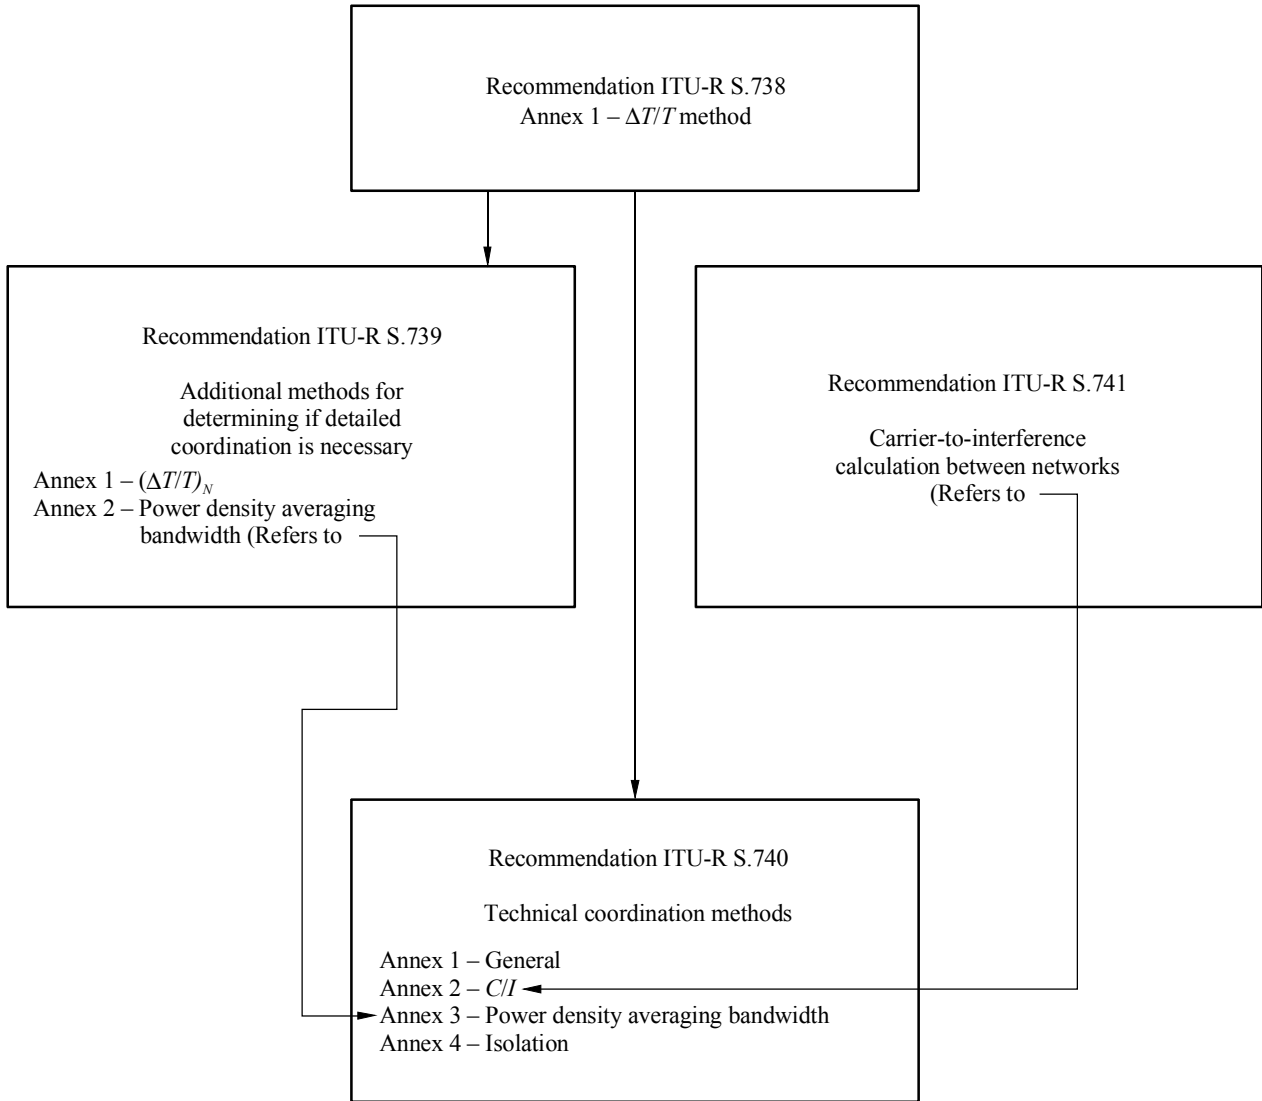 Recommendation ITU-R S.738
Annex 1 – ΔT/T method
Recommendation ITU-R S.739
Additional methods for
determining if detailed
coordination is necessary
Annex 1 – (ΔT/T)N
Annex 2 – Power density averaging
bandwidth (Refers to
Recommendation ITU-R S.741
Carrier-to-interference
calculation between networks
(Refers to
Recommendation ITU-R S.740
Technical coordination methods
Annex 1 – General
Annex 2 – C/I
Annex 3 – Power density averaging bandwidth
Annex 4 – Isolation